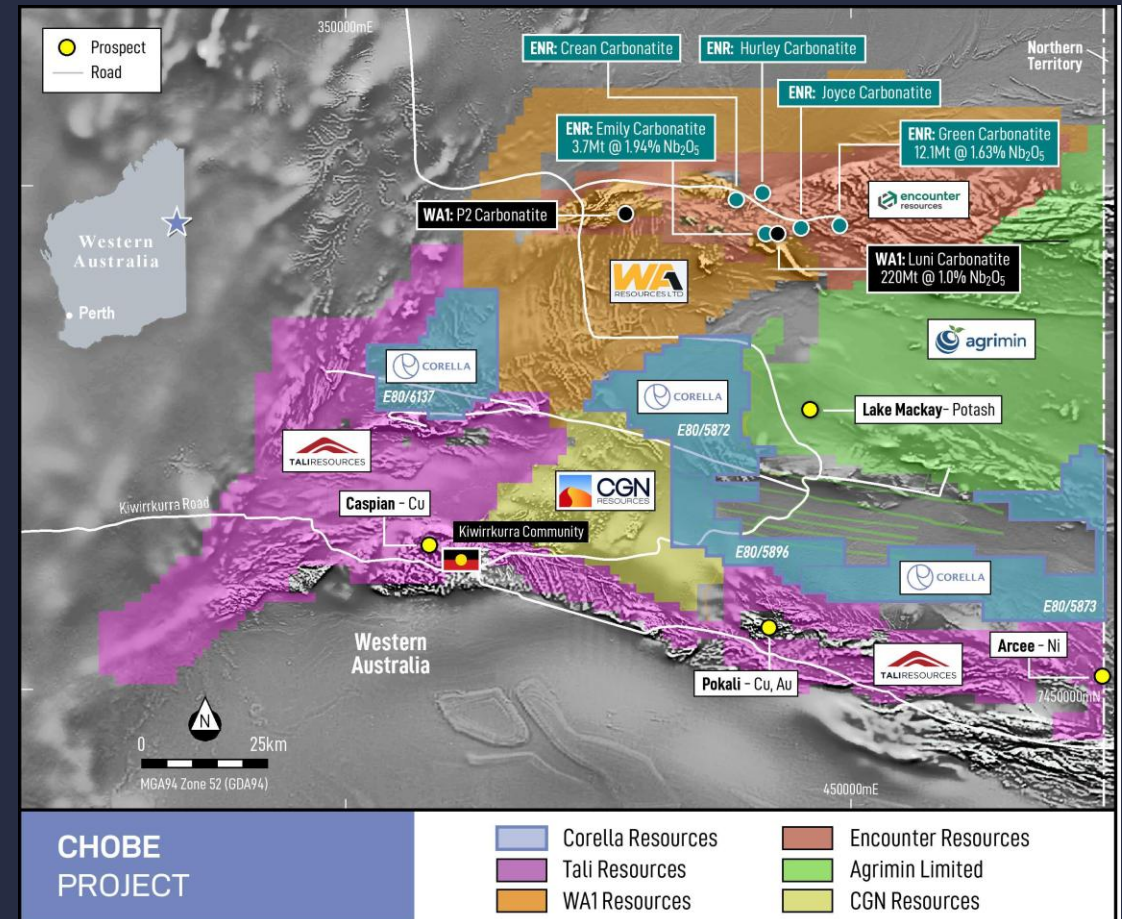 350000mE
Prospect
Road
Northern
Territory
ENR: Crean Carbonatite
ENR: Hurley Carbonatite
ENR: Joyce Carbonatite
ENR: Emily Carbonatite
3.7Mt @ 1.94% Nb₂O₅
ENR: Green Carbonatite
12.1Mt @ 1.63% Nb₂O₅
encounter
resources
WA1: P2 Carbonatite
WA1: Luni Carbonatite
220Mt @ 1.0% Nb₂O₅
Western
Australia
Perth
WA
RESOURCES LTD
agrimin
CORELLA
E80/6137
CORELLA
E80/5872
Lake Mackay- Potash
TALIRESOURCES
CGN
RESOURCES
Caspian - Cu
Kiwirrkurra Road
Kiwirrkurra Community
E80/5896
CORELLA
E80/5873
Western
Australia
Arcee - Ni
TALIRESOURCES
Pokali - Cu, Au
7450000mN
N
0 25km
MGA94 Zone 52 (GDA94)
450000mE
CHOBE
PROJECT
Corella Resources
Tali Resources
WA1 Resources
Encounter Resources
Agrimin Limited
CGN Resources